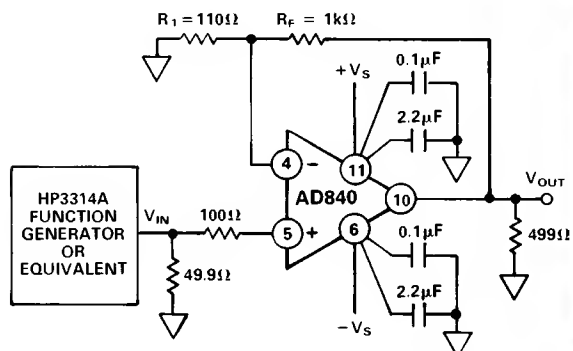 R1 = 110Ω
RF = 1kΩ
0.1μF
+VS
2.2μF
4
−
11
AD840
10
VOUT
HP3314A
FUNCTION
GENERATOR
OR
EQUIVALENT
VIN
100Ω
5
+
6
0.1μF
499Ω
49.9Ω
2.2μF
−VS